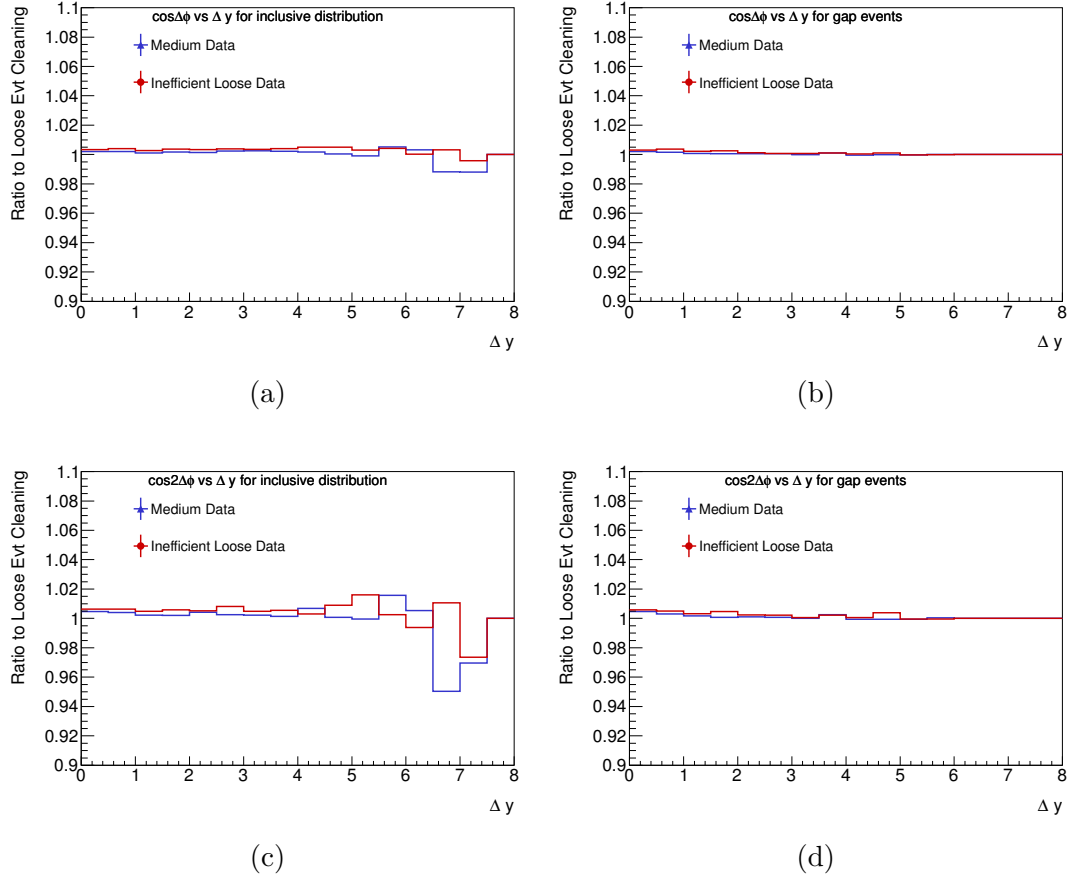 cosΔϕ vs Δ y for inclusive distribution
Medium Data
Inefficient Loose Data
Ratio to Loose Evt Cleaning
1.1
1.08
1.06
1.04
1.02
1
0.98
0.96
0.94
0.92
0.9
0 1 2 3 4 5 6 7 8
Δ y
(a)
cosΔϕ vs Δ y for gap events
Medium Data
Inefficient Loose Data
Ratio to Loose Evt Cleaning
1.1
1.08
1.06
1.04
1.02
1
0.98
0.96
0.94
0.92
0.9
0 1 2 3 4 5 6 7 8
Δ y
(b)
cos2Δϕ vs Δ y for inclusive distribution
Medium Data
Inefficient Loose Data
Ratio to Loose Evt Cleaning
1.1
1.08
1.06
1.04
1.02
1
0.98
0.96
0.94
0.92
0.9
0 1 2 3 4 5 6 7 8
Δ y
(c)
cos2Δϕ vs Δ y for gap events
Medium Data
Inefficient Loose Data
Ratio to Loose Evt Cleaning
1.1
1.08
1.06
1.04
1.02
1
0.98
0.96
0.94
0.92
0.9
0 1 2 3 4 5 6 7 8
Δ y
(d)